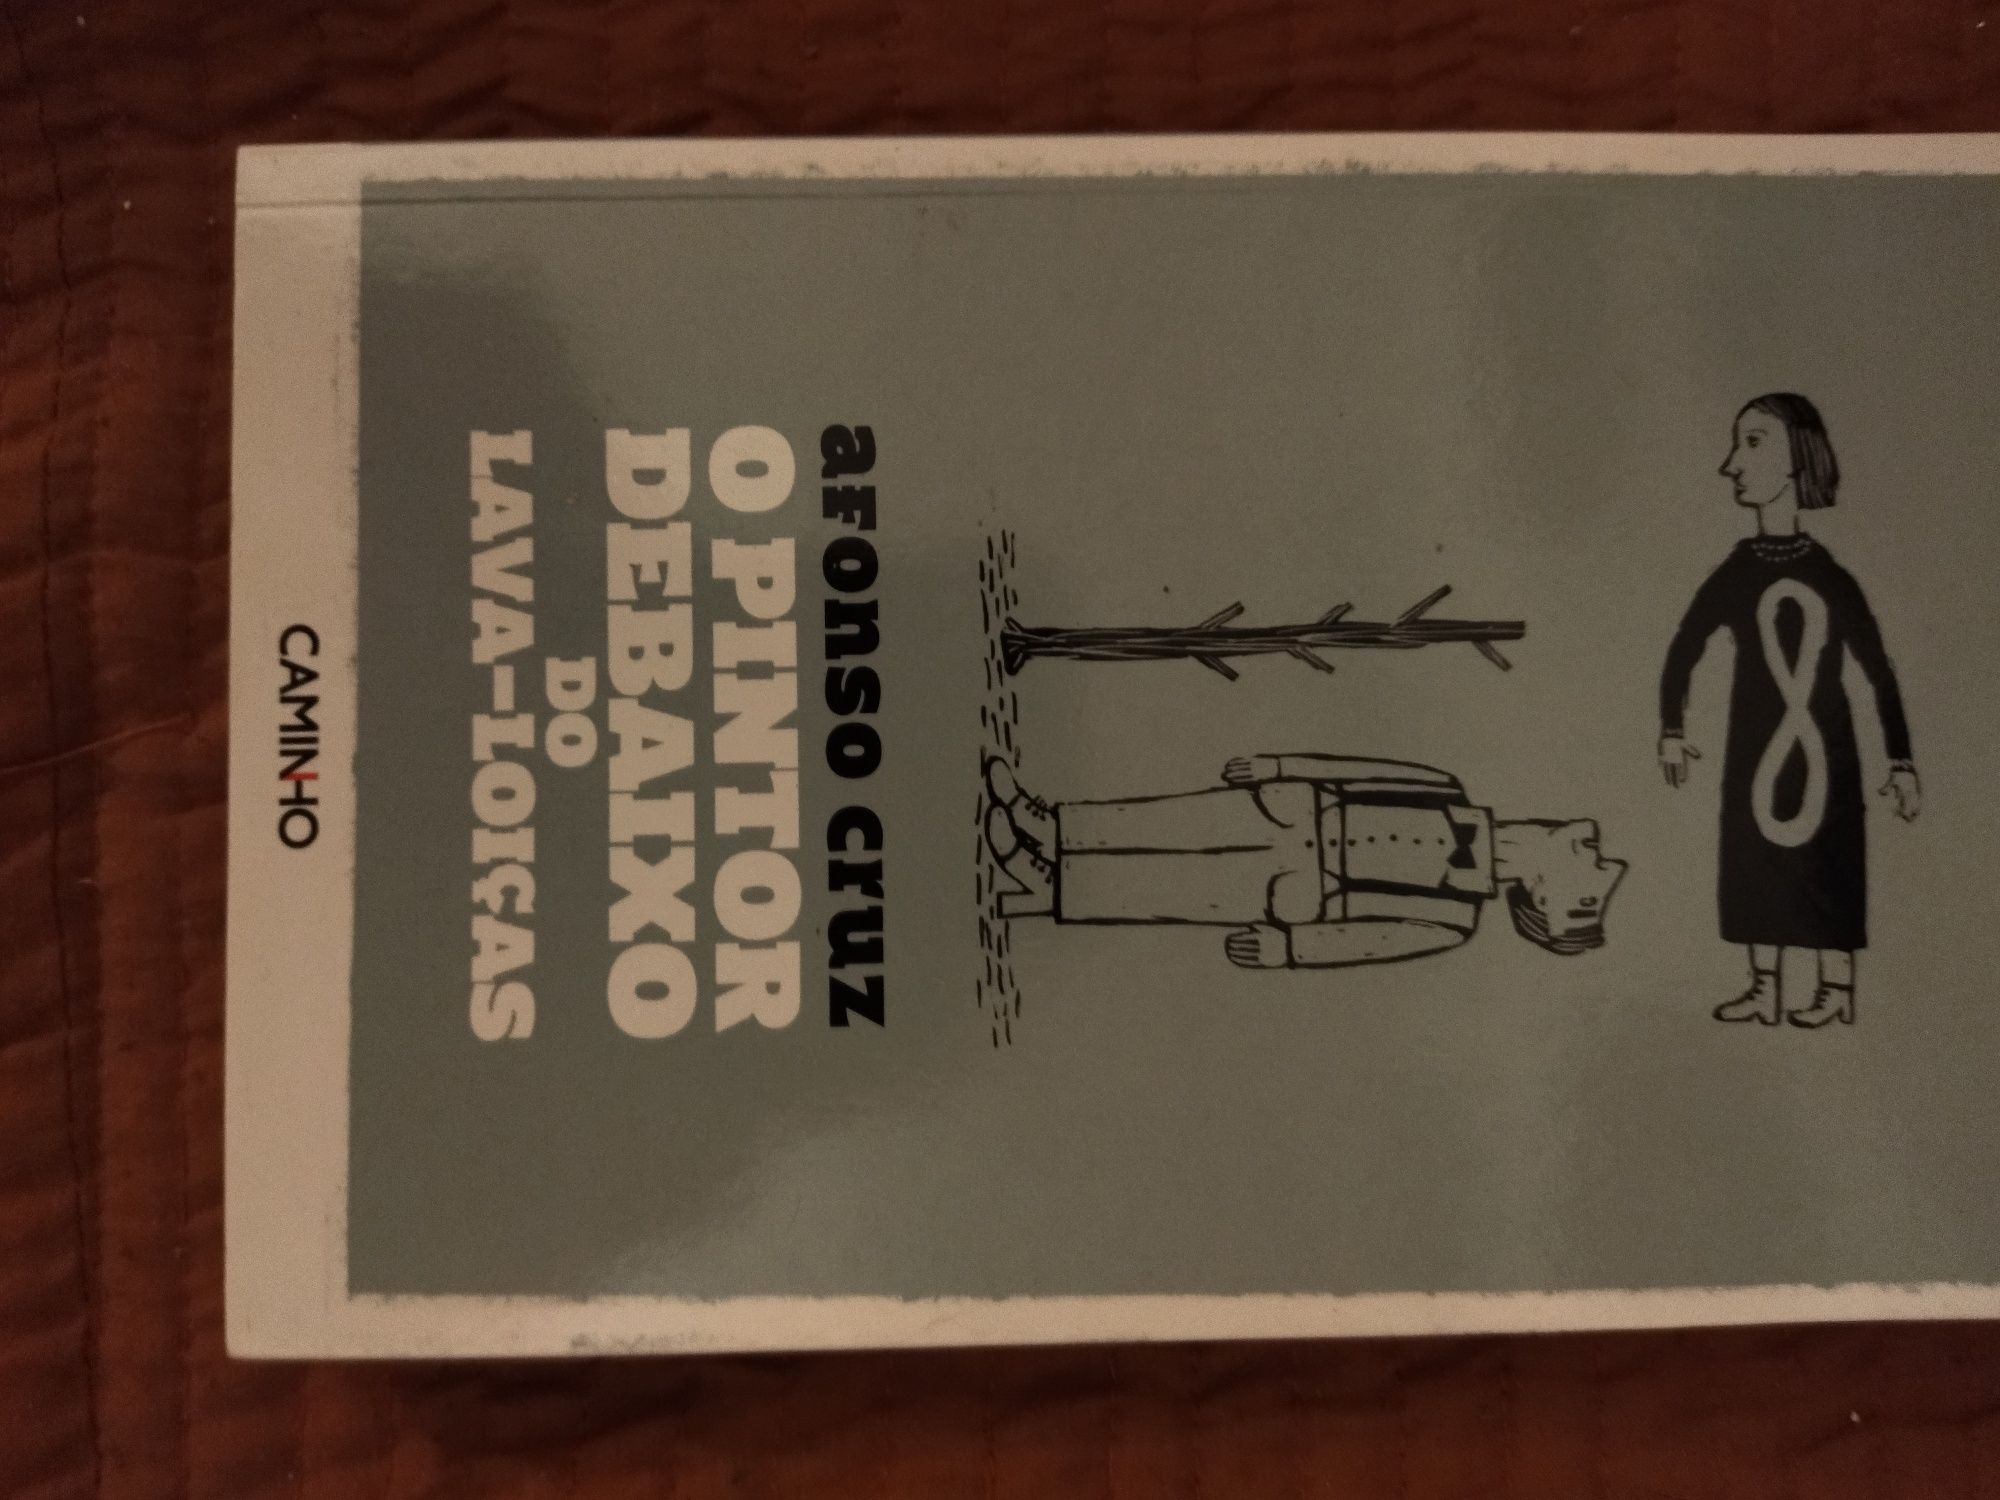 afonso cruz
O PINTOR
DEBAIXO
DO
LAVA-LOIÇAS
CAMINHO